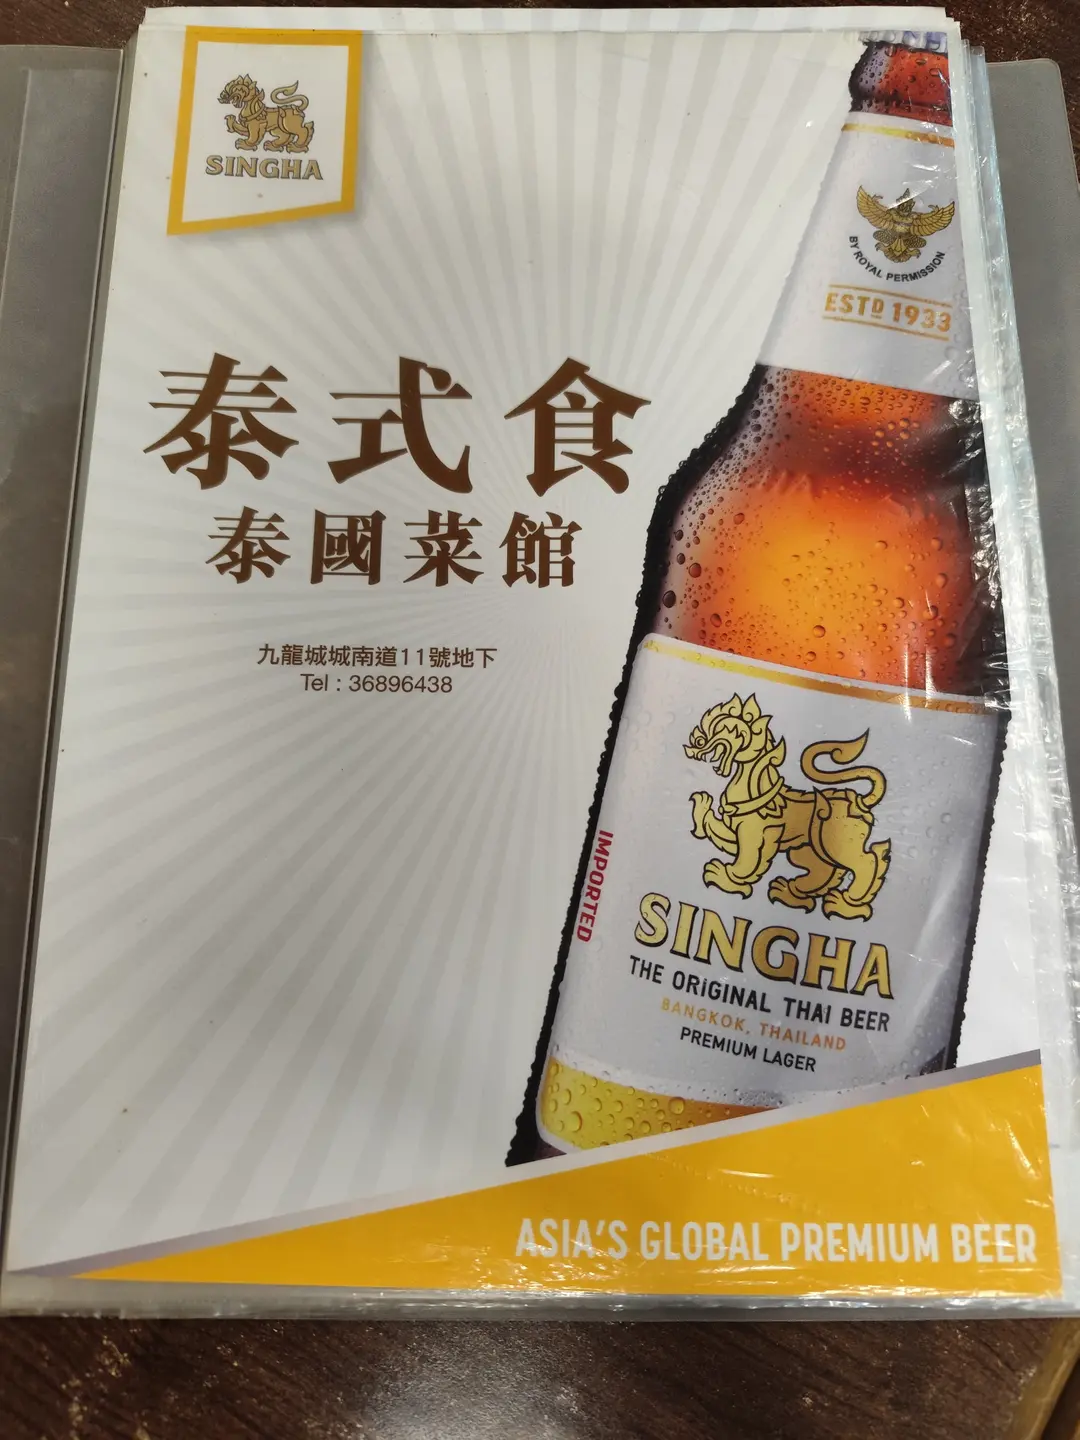 SINGHA
BY ROYAL PERMISSION
ESTD 1933
泰式食
泰國菜館
九龍城城南道11號地下
Tel : 36896438
IMPORTED
SINGHA
THE ORiGINAL THAI BEER
BANGKOK, THAILAND
PREMIUM LAGER
ASIA'S GLOBAL PREMIUM BEER